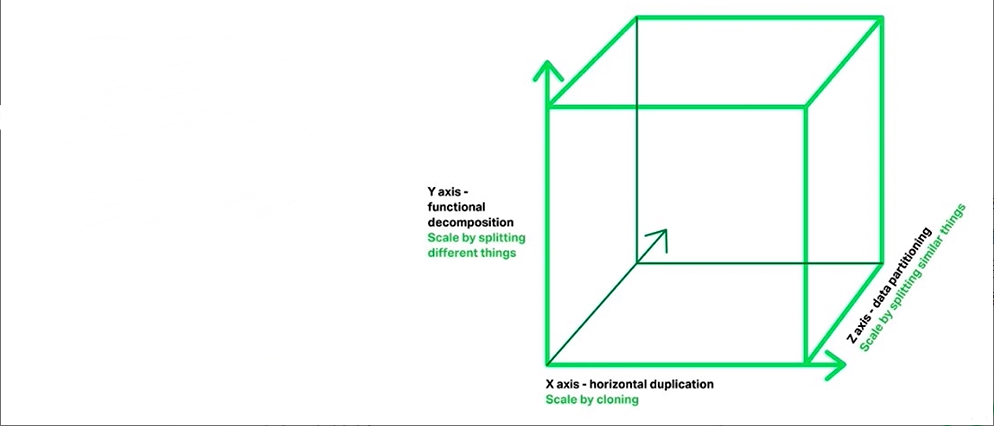 Y axis -
functional
decomposition
Scale by splitting
different things
Z axis - data partitioning
Scale by splitting similar things
X axis - horizontal duplication
Scale by cloning